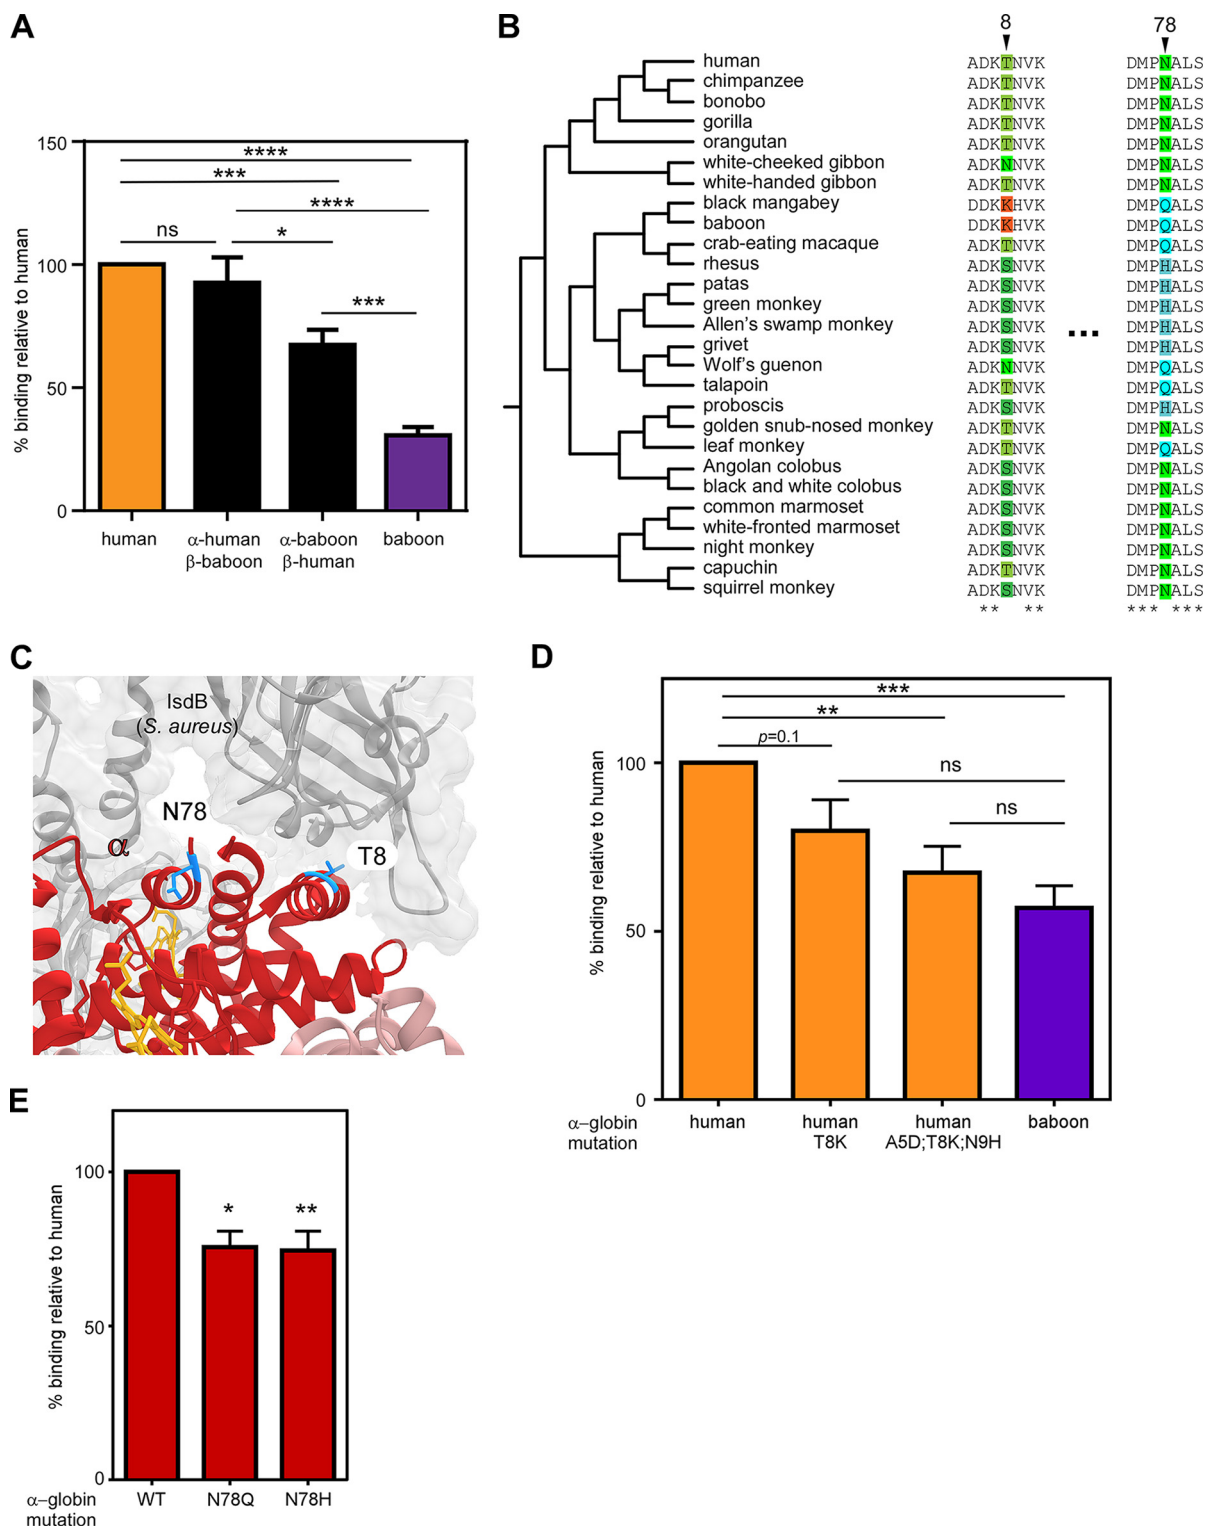 A
% binding relative to human
150
100
50
0
****
***
****
ns
*
***
human
α-human
β-baboon
α-baboon
β-human
baboon
B
8
78
human ADKTNVK DMPNALS
chimpanzee ADKTNVK DMPNALS
bonobo ADKTNVK DMPNALS
gorilla ADKTNVK DMPNALS
orangutan ADKTNVK DMPNALS
white-cheeked gibbon ADKNNVK DMPNALS
white-handed gibbon ADKTNVK DMPNALS
black mangabey DDKKHVK DMPQALS
baboon DDKKHVK DMPQALS
crab-eating macaque ADKTNVK DMPQALS
rhesus ADKSNVK DMPHALS
patas ADKSNVK DMPHALS
green monkey ADKSNVK DMPHALS
Allen's swamp monkey ADKSNVK DMPHALS
grivet ADKSNVK DMPHALS
Wolf's guenon ADKNNVK DMPQALS
talapoin ADKTNVK DMPQALS
proboscis ADKSNVK DMPHALS
golden snub-nosed monkey ADKTNVK DMPNALS
leaf monkey ADKTNVK DMPQALS
Angolan colobus ADKSNVK DMPNALS
black and white colobus ADKSNVK DMPNALS
common marmoset ADKSNVK DMPNALS
white-fronted marmoset ADKSNVK DMPNALS
night monkey ADKSNVK DMPNALS
capuchin ADKTNVK DMPNALS
squirrel monkey ADKSNVK DMPNALS
** ** *** ***
...
C
IsdB
(S. aureus)
N78
α
T8
D
% binding relative to human
100
50
0
***
**
p=0.1
ns
ns
α–globin
mutation
human
human
T8K
human
A5D;T8K;N9H
baboon
E
% binding relative to human
100
50
0
*
**
α–globin
mutation
WT
N78Q
N78H